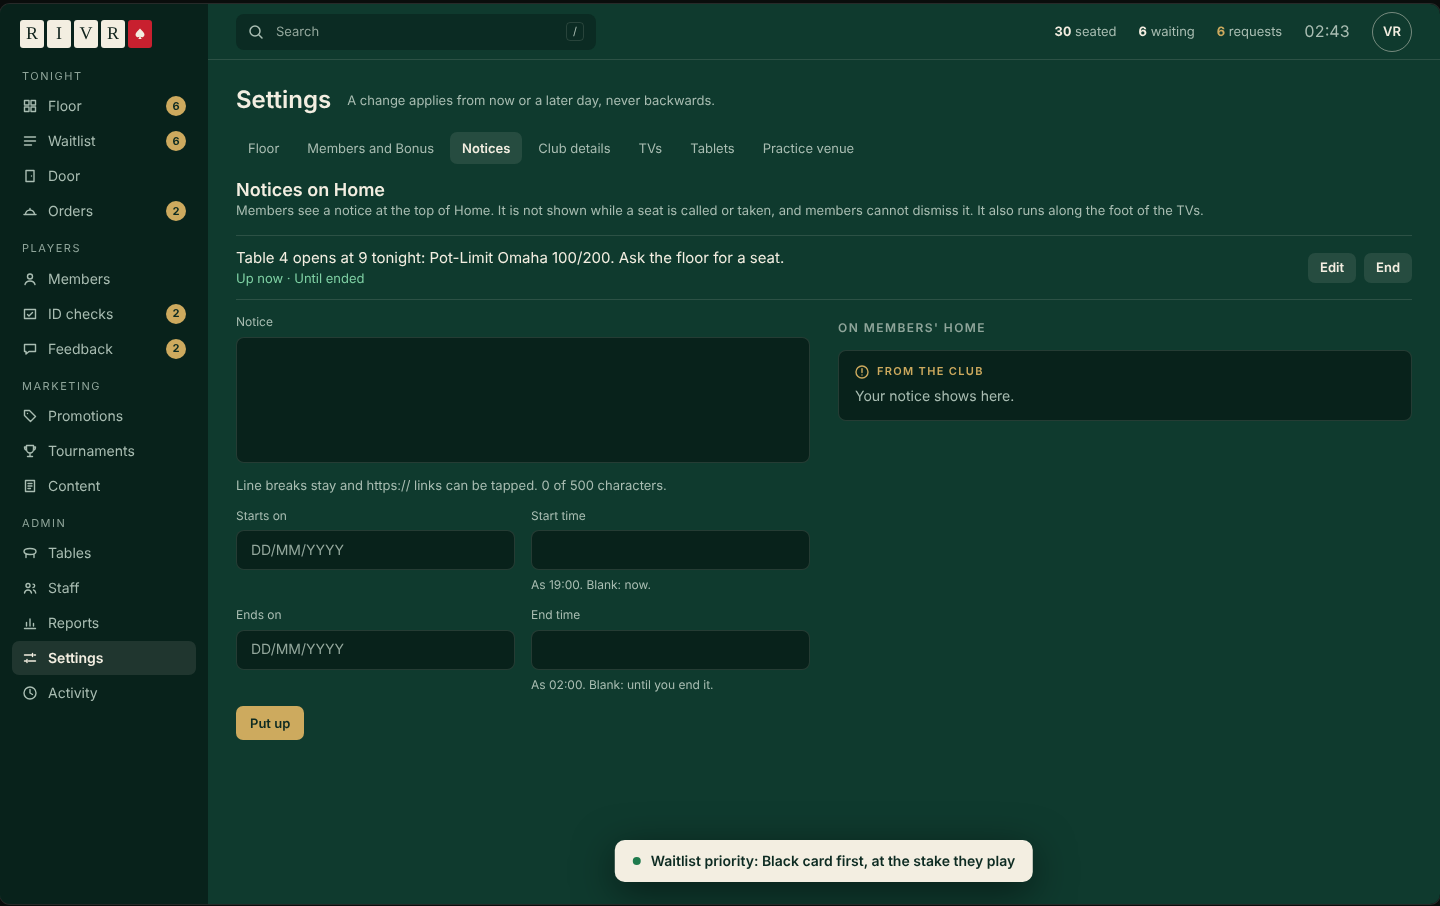 RIVR
Search
/
30 seated
6 waiting
6 requests
02:43
VR
TONIGHT
Floor 6
Waitlist 6
Door
Orders 2
PLAYERS
Members
ID checks 2
Feedback 2
MARKETING
Promotions
Tournaments
Content
ADMIN
Tables
Staff
Reports
Settings
Activity
Settings
A change applies from now or a later day, never backwards.
Floor
Members and Bonus
Notices
Club details
TVs
Tablets
Practice venue
Notices on Home
Members see a notice at the top of Home. It is not shown while a seat is called or taken, and members cannot dismiss it. It also runs along the foot of the TVs.
Table 4 opens at 9 tonight: Pot-Limit Omaha 100/200. Ask the floor for a seat.
Up now · Until ended
Edit
End
Notice
Line breaks stay and https:// links can be tapped. 0 of 500 characters.
Starts on
DD/MM/YYYY
Start time
As 19:00. Blank: now.
Ends on
DD/MM/YYYY
End time
As 02:00. Blank: until you end it.
Put up
ON MEMBERS' HOME
FROM THE CLUB
Your notice shows here.
Waitlist priority: Black card first, at the stake they play